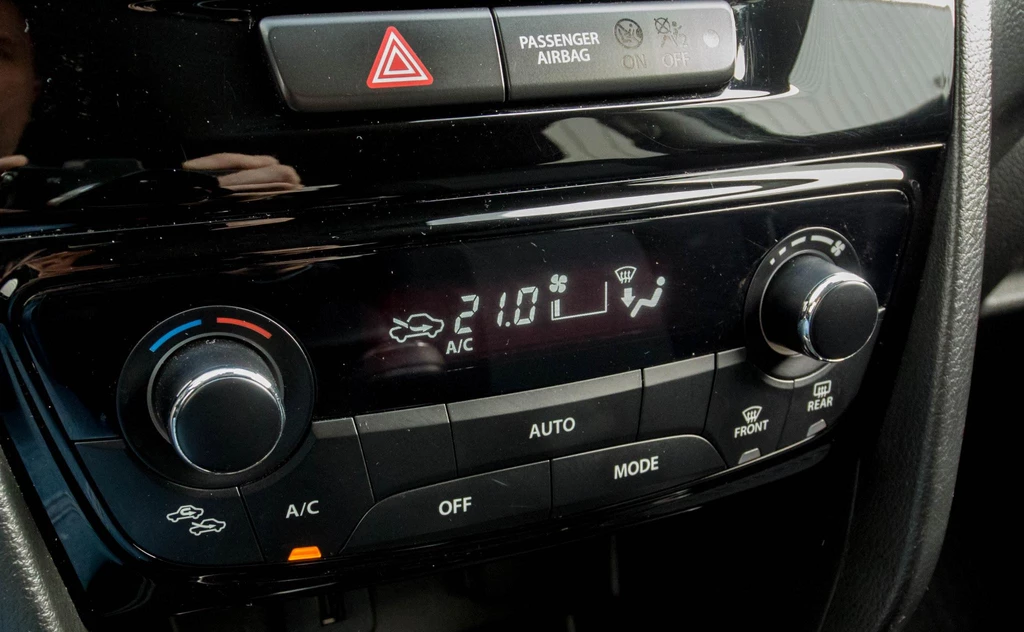 PASSENGER
AIRBAG
ON OFF
21.0
A/C
AUTO
REAR
FRONT
MODE
OFF
A/C